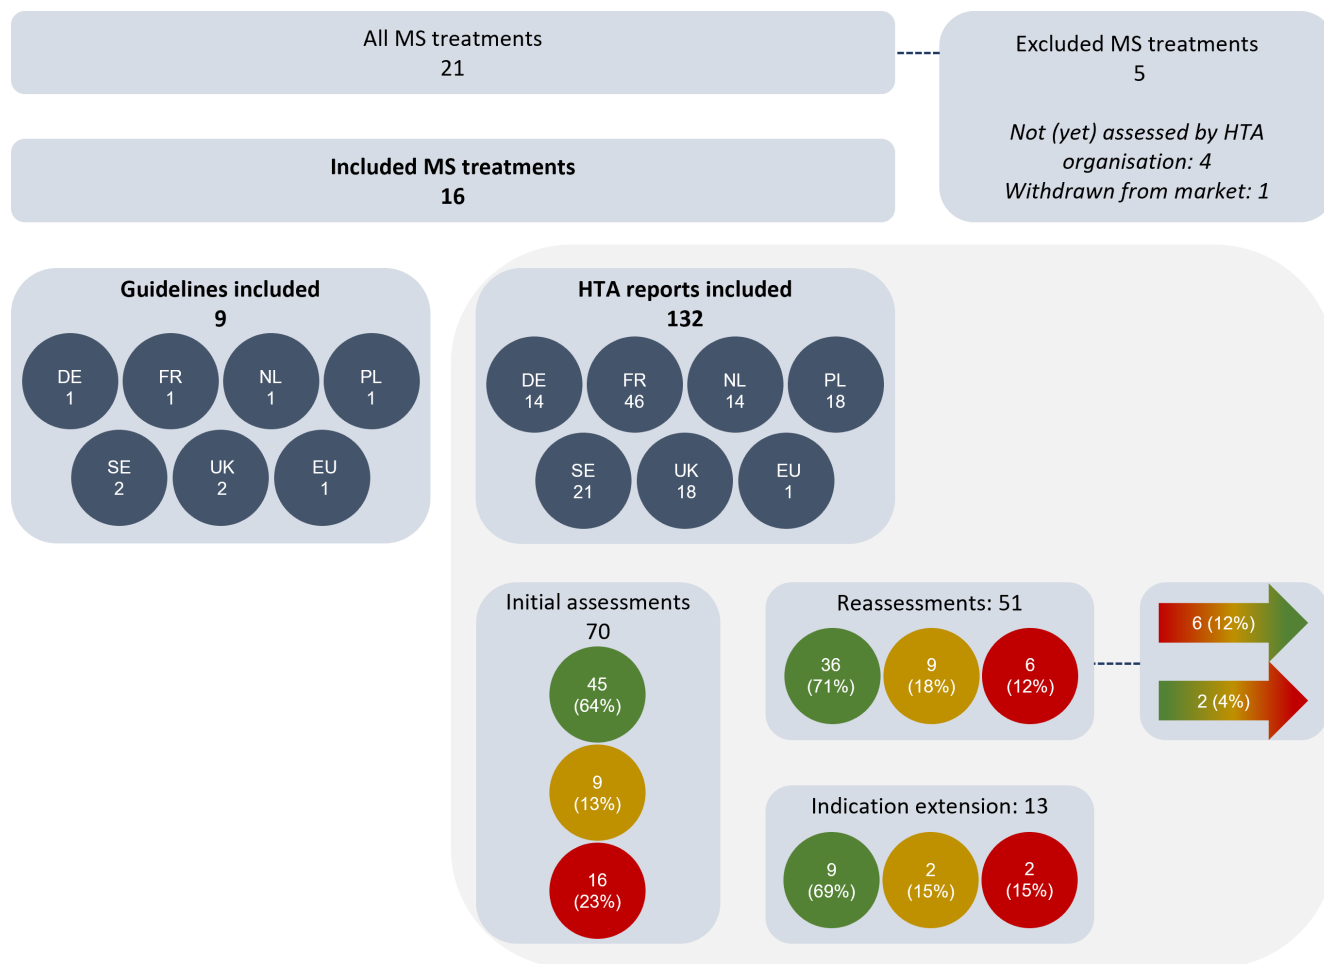 All MS treatments
21
Excluded MS treatments
5
Not (yet) assessed by HTA
organisation: 4
Withdrawn from market: 1
Included MS treatments
16
Guidelines included
9
DE
1
FR
1
NL
1
PL
1
SE
2
UK
2
EU
1
HTA reports included
132
DE
14
FR
46
NL
14
PL
18
SE
21
UK
18
EU
1
Initial assessments
70
45
(64%)
9
(13%)
16
(23%)
Reassessments: 51
36
(71%)
9
(18%)
6
(12%)
6 (12%)
2 (4%)
Indication extension: 13
9
(69%)
2
(15%)
2
(15%)